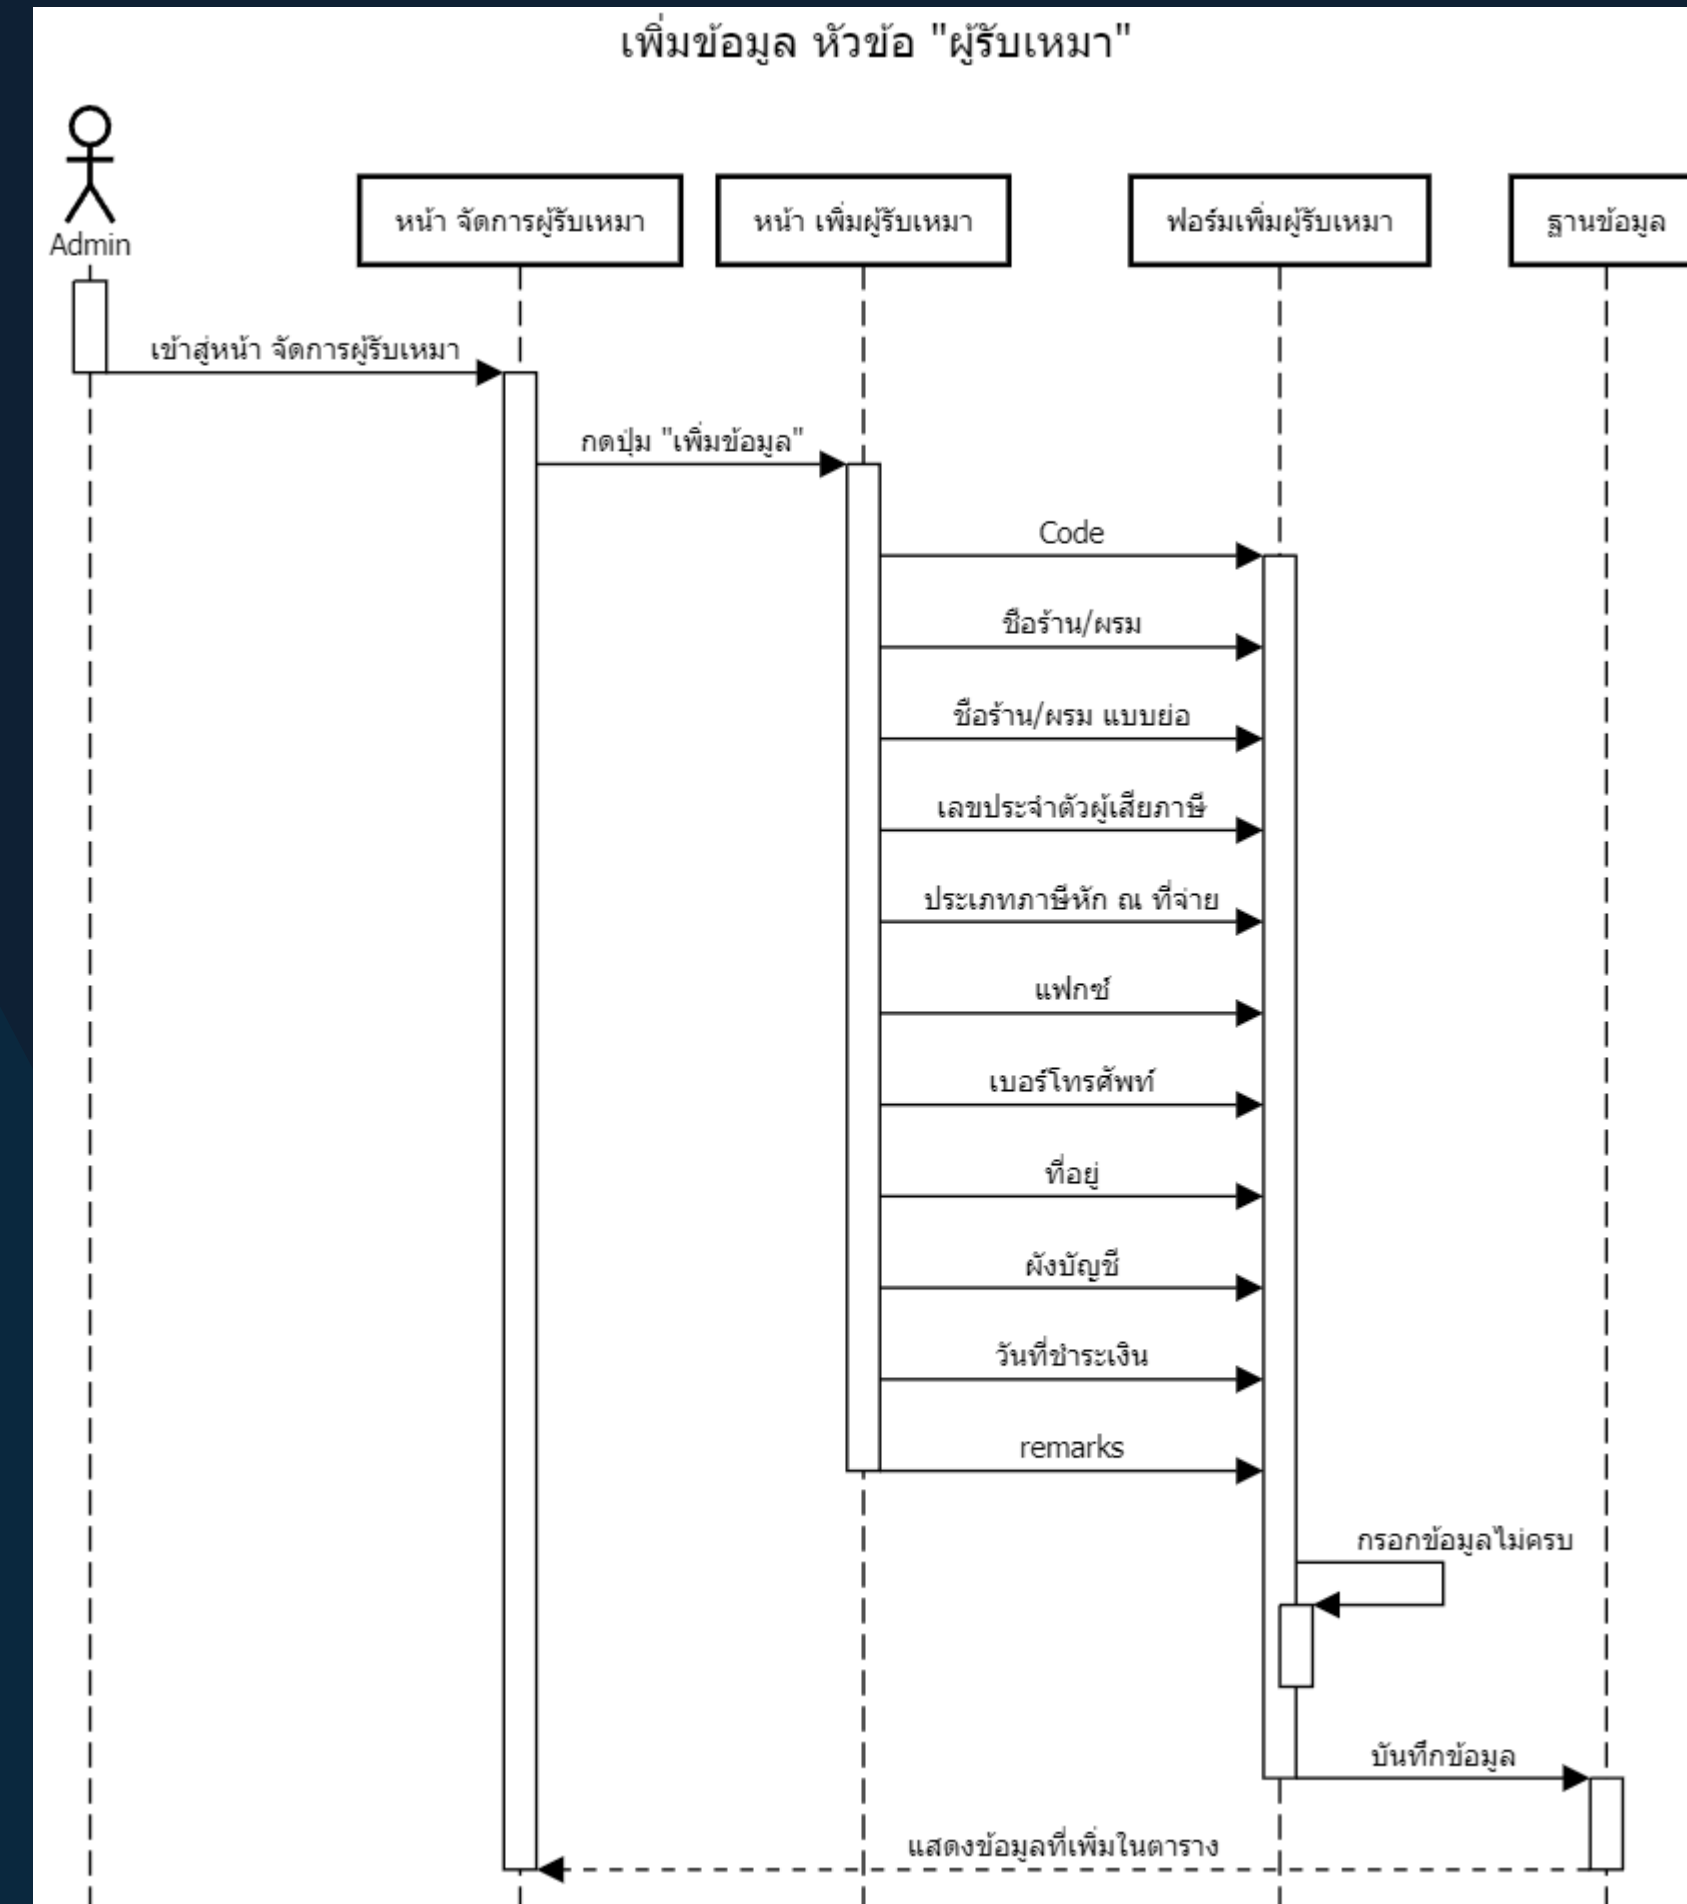 เพิ่มข้อมูล หัวข้อ "ผู้รับเหมา"
Admin
หน้า จัดการผู้รับเหมา
หน้า เพิ่มผู้รับเหมา
ฟอร์มเพิ่มผู้รับเหมา
ฐานข้อมูล
เข้าสู่หน้า จัดการผู้รับเหมา
กดปุ่ม "เพิ่มข้อมูล"
Code
ชื่อร้าน/ผรม
ชื่อร้าน/ผรม แบบย่อ
เลขประจำตัวผู้เสียภาษี
ประเภทภาษีหัก ณ ที่จ่าย
แฟกซ์
เบอร์โทรศัพท์
ที่อยู่
ผังบัญชี
วันที่ชำระเงิน
remarks
กรอกข้อมูลไม่ครบ
บันทึกข้อมูล
แสดงข้อมูลที่เพิ่มในตาราง